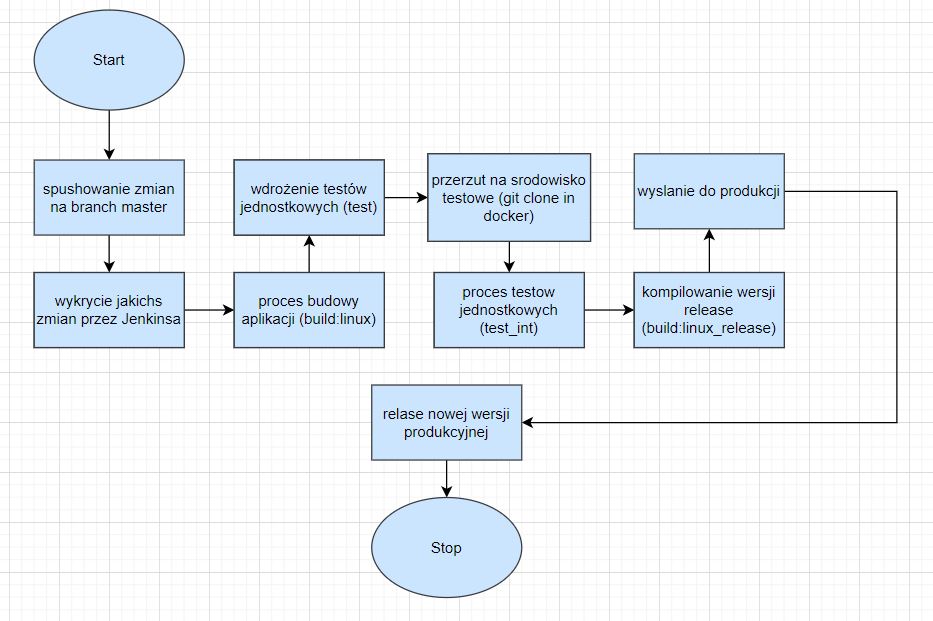 Start
spushowanie zmian
na branch master
wykrycie jakichs
zmian przez Jenkinsa
proces budowy
aplikacji (build:linux)
wdrożenie testów
jednostkowych (test)
przerzut na srodowisko
testowe (git clone in
docker)
proces testow
jednostkowych
(test_int)
kompilowanie wersji
release
(build:linux_release)
wyslanie do produkcji
relase nowej wersji
produkcyjnej
Stop